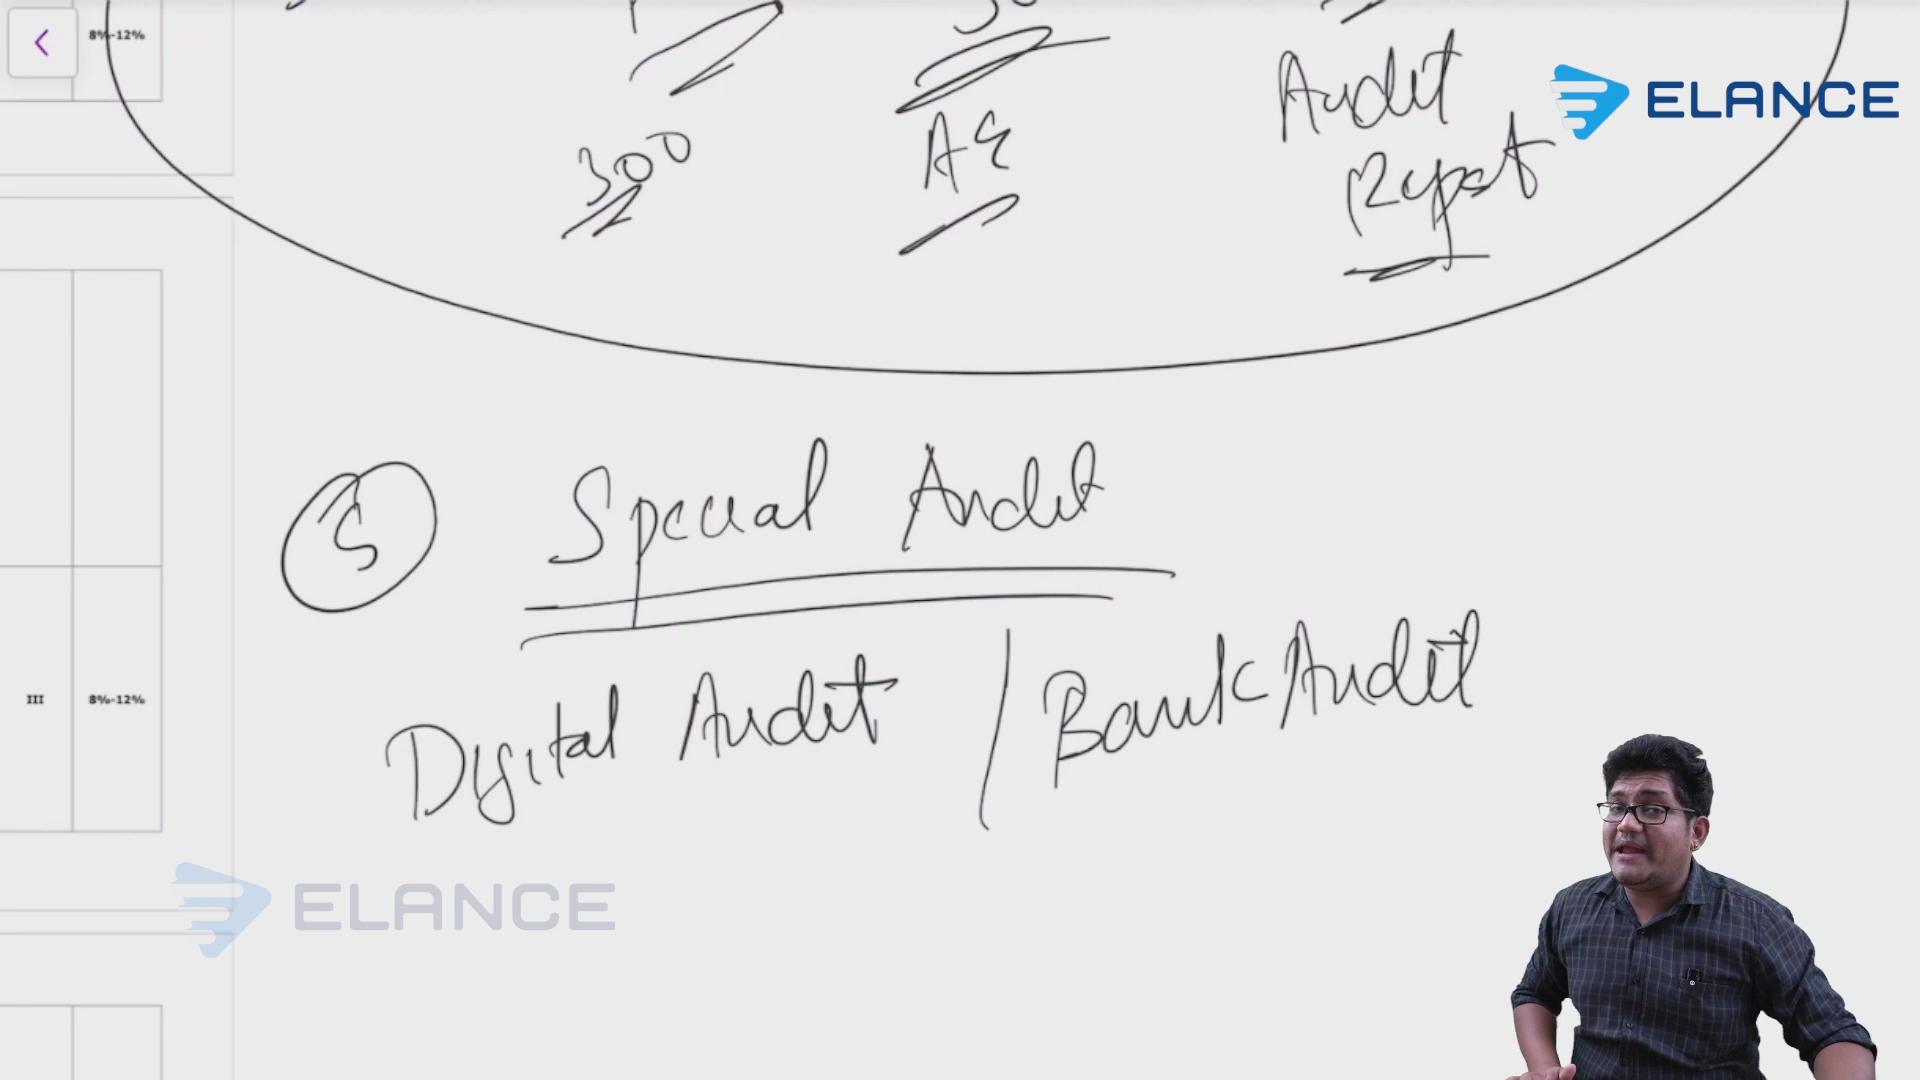 8%-12%
ELANCE
Audit
Report
300
AE
5 Special Audit
Digital Audit / Bank Audit
III 8%-12%
ELANCE